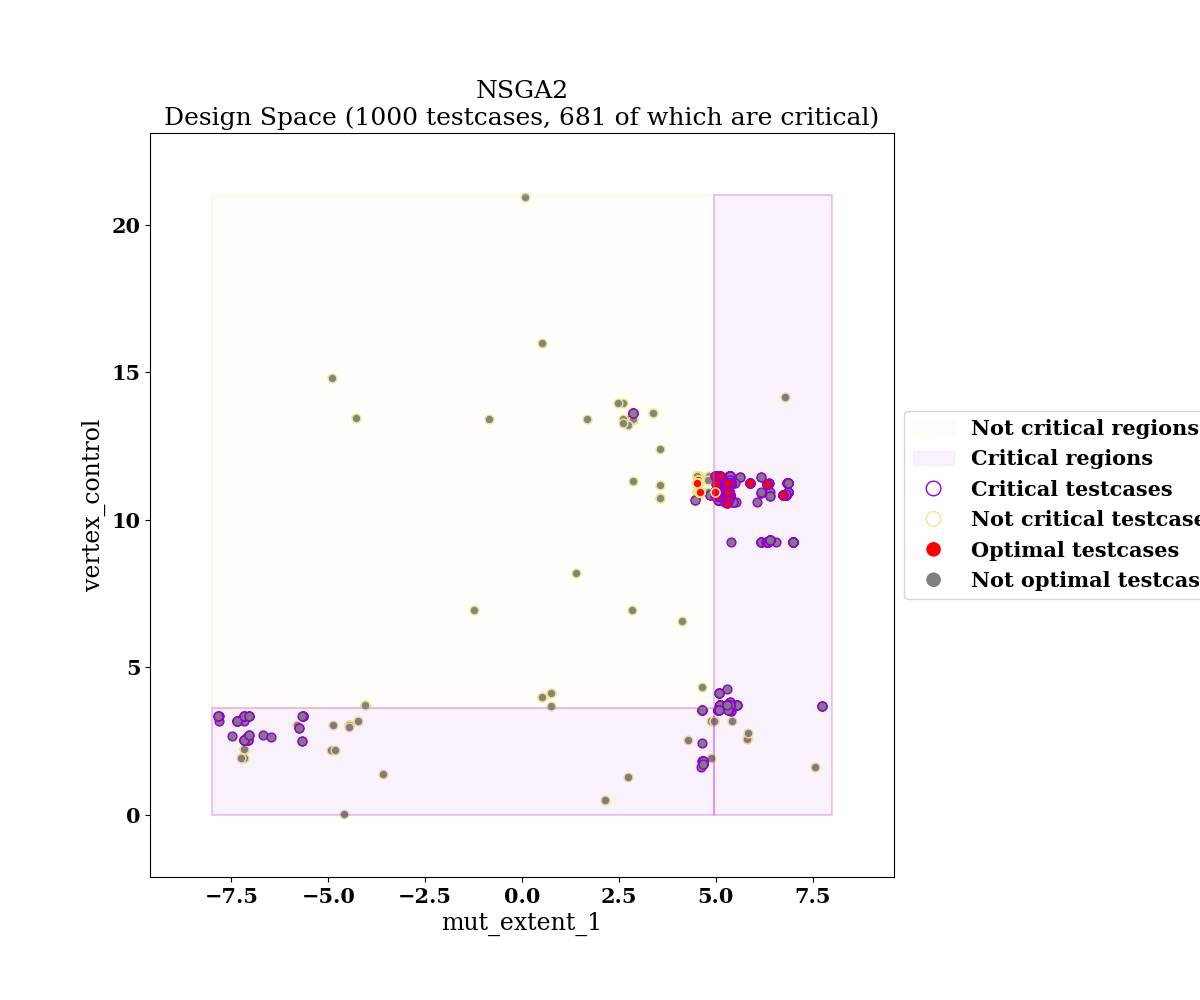 NSGA2
Design Space (1000 testcases, 681 of which are critical)
vertex_control
20
15
10
5
0
−7.5
−5.0
−2.5
0.0
2.5
5.0
7.5
mut_extent_1
Not critical regions
Critical regions
Critical testcases
Not critical testcase
Optimal testcases
Not optimal testcas